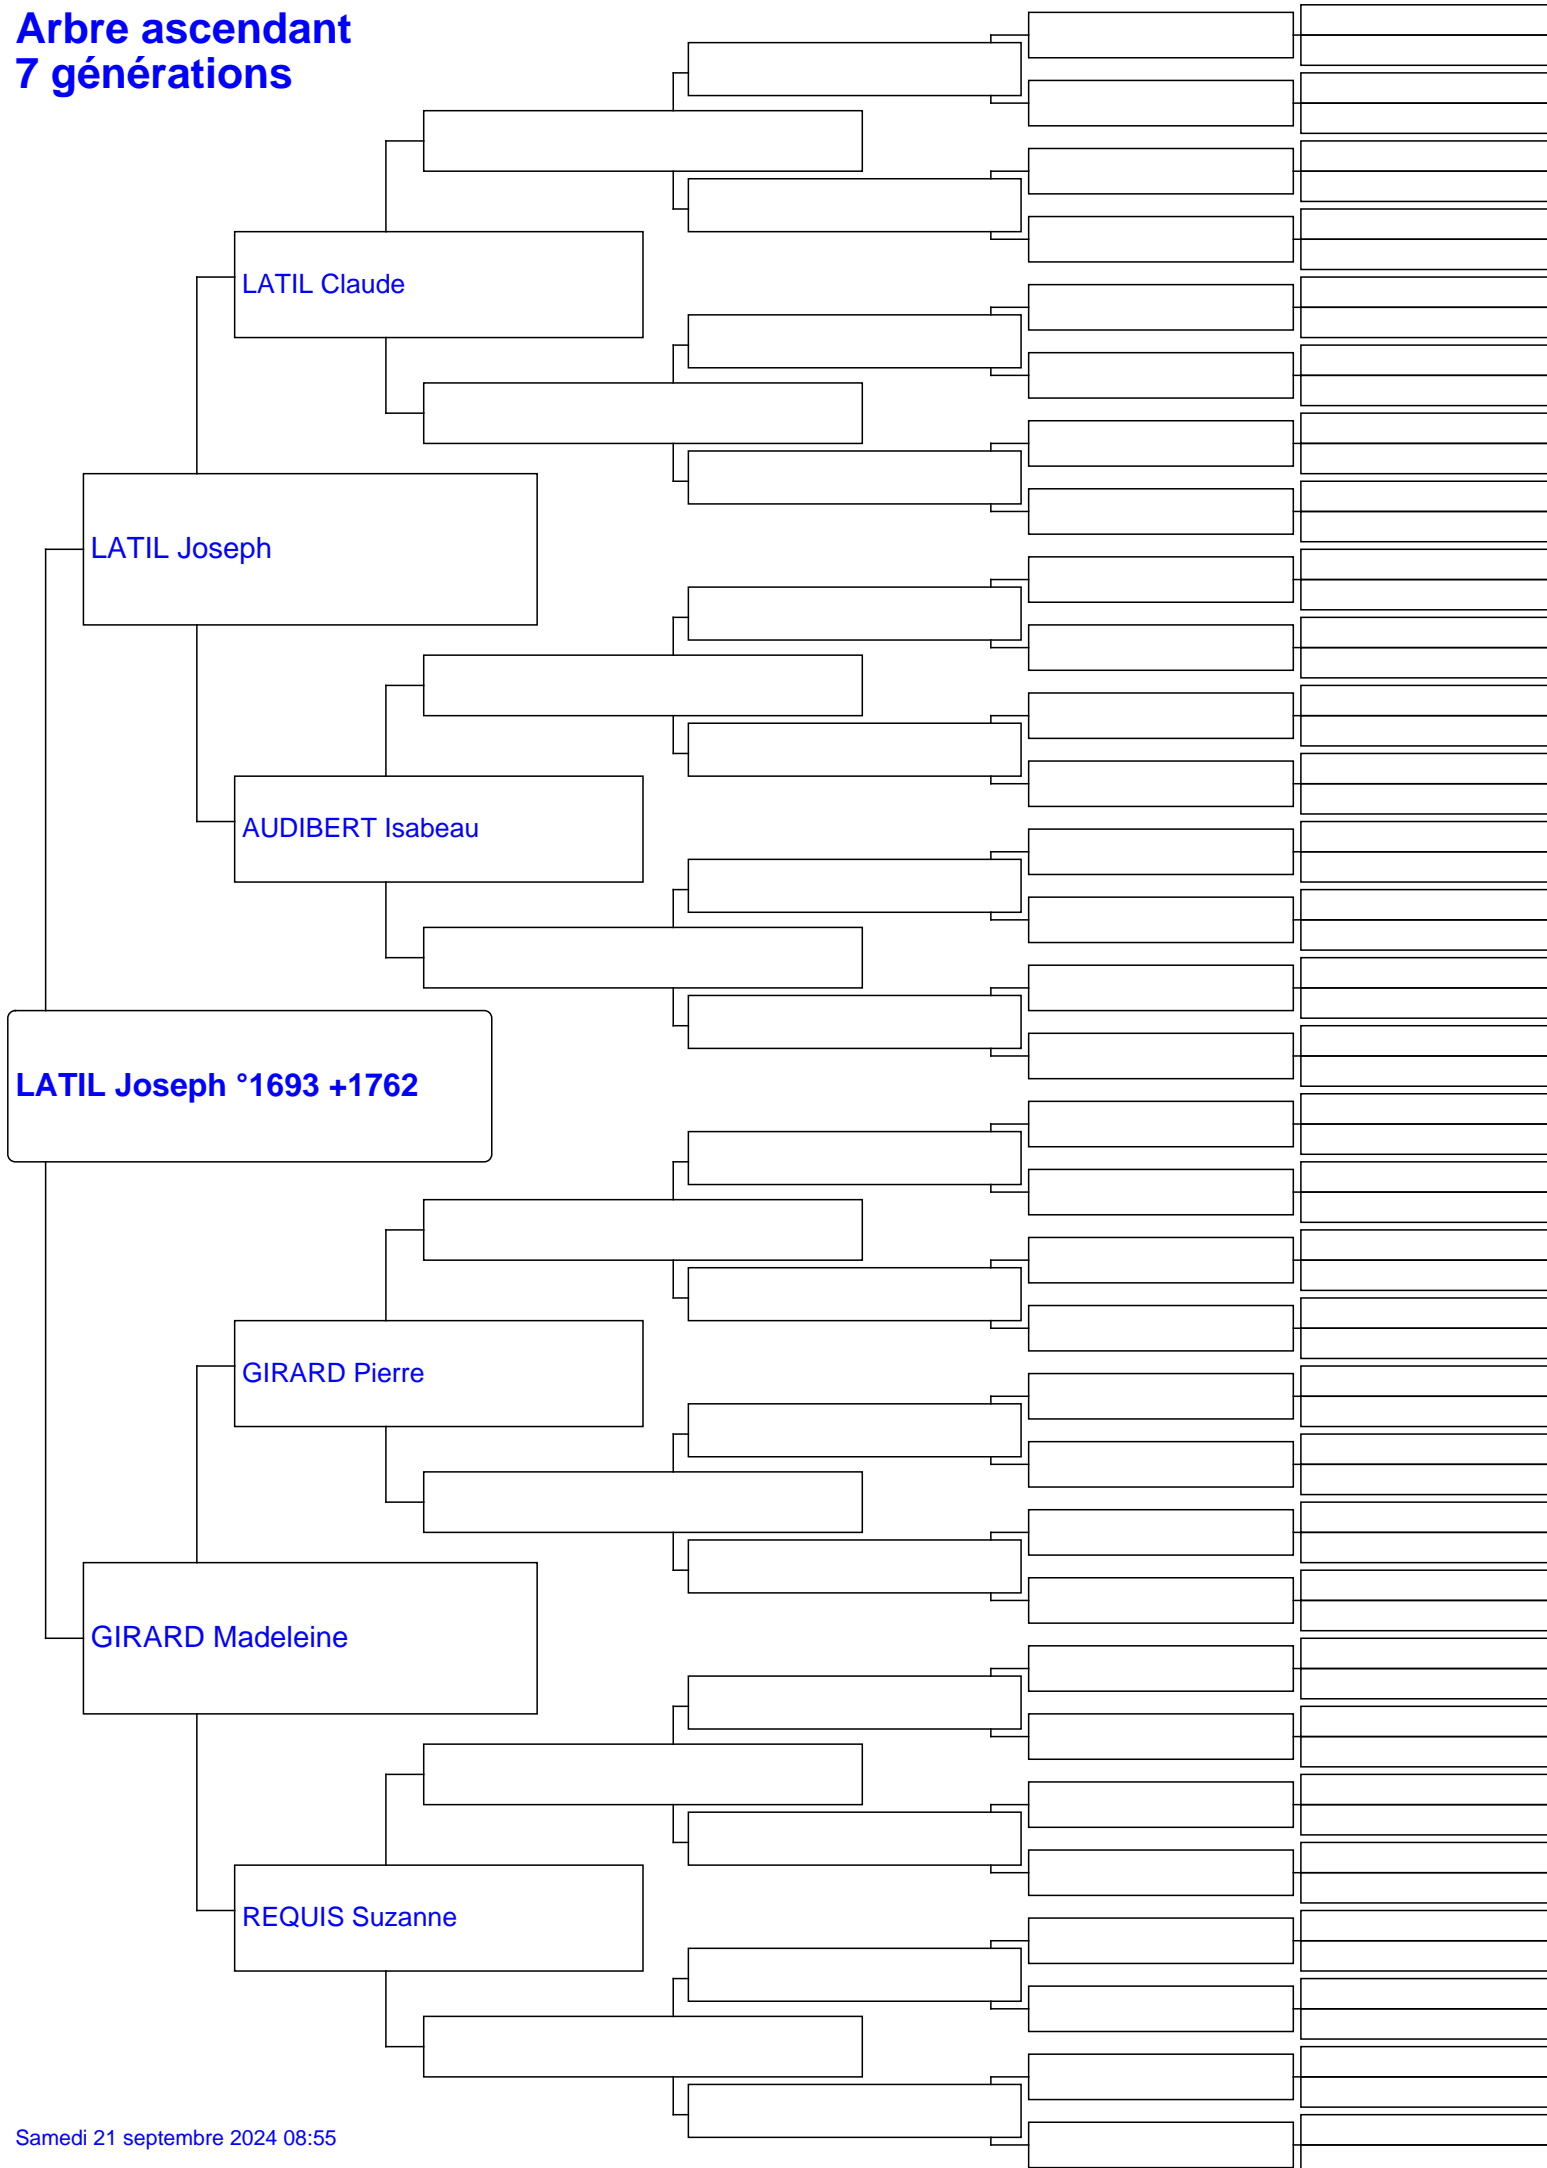 Arbre ascendant
7 générations
LATIL Claude
LATIL Joseph
AUDIBERT Isabeau
LATIL Joseph °1693 +1762
GIRARD Pierre
GIRARD Madeleine
REQUIS Suzanne
Samedi 21 septembre 2024 08:55